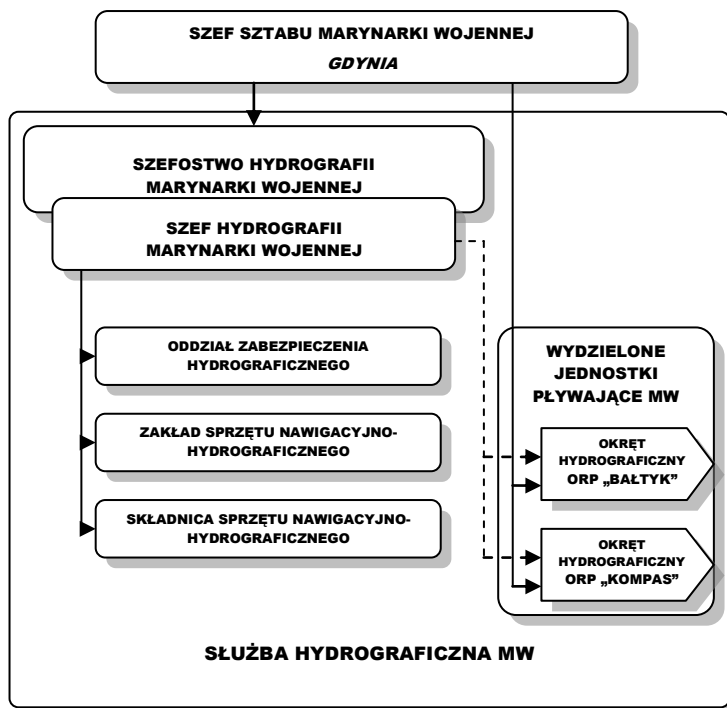 SZEF SZTABU MARYNARKI WOJENNEJ
GDYNIA
SZEFOSTWO HYDROGRAFII
MARYNARKI WOJENNEJ
SZEF HYDROGRAFII
MARYNARKI WOJENNEJ
ODDZIAŁ ZABEZPIECZENIA
HYDROGRAFICZNEGO
ZAKŁAD SPRZĘTU NAWIGACYJNO-
HYDROGRAFICZNEGO
SKŁADNICA SPRZĘTU NAWIGACYJNO-
HYDROGRAFICZNEGO
WYDZIELONE
JEDNOSTKI
PŁYWAJĄCE MW
OKRĘT
HYDROGRAFICZNY
ORP „BAŁTYK”
OKRĘT
HYDROGRAFICZNY
ORP „KOMPAS”
SŁUŻBA HYDROGRAFICZNA MW